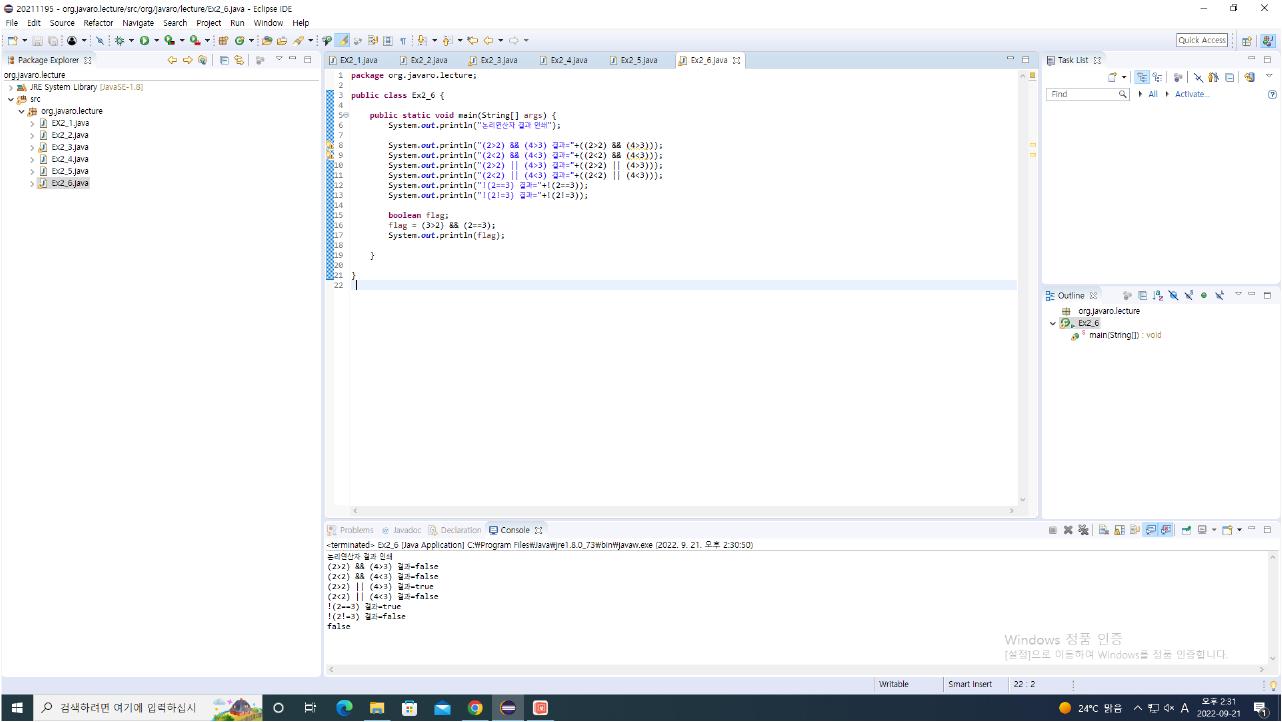 20211195 - org.javaro.lecture/src/org/javaro/lecture/Ex2_6.java - Eclipse IDE
File Edit Source Refactor Navigate Search Project Run Window Help
Quick Access
Package Explorer
org.javaro.lecture
JRE System Library [JavaSE-1.8]
src
org.javaro.lecture
EX2_1.java
Ex2_2.java
Ex2_3.java
Ex2_4.java
Ex2_5.java
Ex2_6.java
EX2_1.java Ex2_2.java Ex2_3.java Ex2_4.java Ex2_5.java Ex2_6.java
1 package org.javaro.lecture;
2
3 public class Ex2_6 {
4
5 public static void main(String[] args) {
6 System.out.println("논리연산자 결과 인쇄");
7
8 System.out.println("(2>2) && (4>3) 결과="+((2>2) && (4>3)));
9 System.out.println("(2<2) && (4<3) 결과="+((2<2) && (4<3)));
10 System.out.println("(2>2) || (4>3) 결과="+((2>2) || (4>3)));
11 System.out.println("(2<2) || (4<3) 결과="+((2<2) || (4<3)));
12 System.out.println("!(2==3) 결과="+!(2==3));
13 System.out.println("!(2!=3) 결과="+!(2!=3));
14
15 boolean flag;
16 flag = (3>2) && (2==3);
17 System.out.println(flag);
18
19 }
20
21 }
22
Task List
Find All Activate...
Outline
org.javaro.lecture
Ex2_6
main(String[]) : void
Problems Javadoc Declaration Console
<terminated> Ex2_6 [Java Application] C:₩Program Files₩Java₩jre1.8.0_73₩bin₩javaw.exe (2022. 9. 21. 오후 2:30:50)
논리연산자 결과 인쇄
(2>2) && (4>3) 결과=false
(2<2) && (4<3) 결과=false
(2>2) || (4>3) 결과=true
(2<2) || (4<3) 결과=false
!(2==3) 결과=true
!(2!=3) 결과=false
false
Windows 정품 인증
[설정]으로 이동하여 Windows를 정품 인증합니다.
Writable Smart Insert 22 : 2
검색하려면 여기에 입력하십시
24°C 맑음 A 오후 2:31
2022-09-21
1